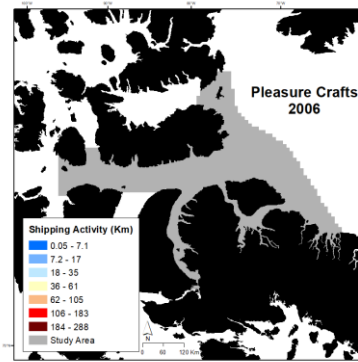 Pleasure Crafts
2006
Shipping Activity (Km)
0.05 - 7.1
7.2 - 17
18 - 35
36 - 61
62 - 105
106 - 183
184 - 288
Study Area
N
0 60 120 Km